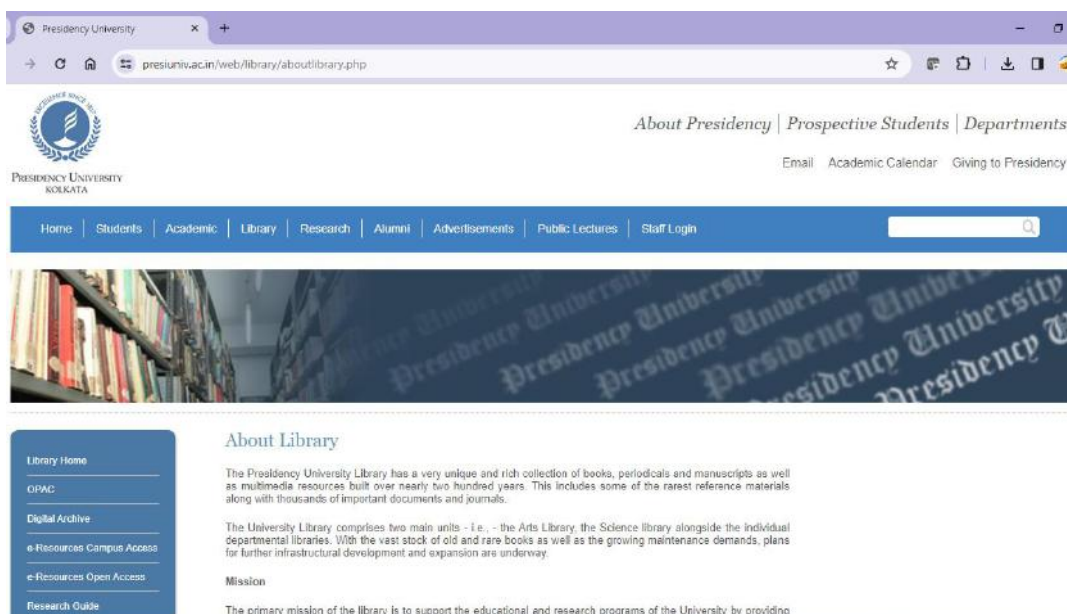 Presidency University
presiuniv.ac.in/web/library/aboutlibrary.php
EXCELLENCE SINCE 1817
PRESIDENCY UNIVERSITY
KOLKATA
About Presidency | Prospective Students | Departments
Email Academic Calendar Giving to Presidency
Home | Students | Academic | Library | Research | Alumni | Advertisements | Public Lectures | Staff Login
Presidency University Presidency University Presidency University Presidency University
Presidency University
Presidency
Library Home
OPAC
Digital Archive
e-Resources Campus Access
e-Resources Open Access
Research Guide
About Library
The Presidency University Library has a very unique and rich collection of books, periodicals and manuscripts as well
as multimedia resources built over nearly two hundred years. This includes some of the rarest reference materials
along with thousands of important documents and journals.
The University Library comprises two main units - i.e., - the Arts Library, the Science library alongside the individual
departmental libraries. With the vast stock of old and rare books as well as the growing maintenance demands, plans
for further infrastructural development and expansion are underway.
Mission
The primary mission of the library is to support the educational and research programs of the University by providing